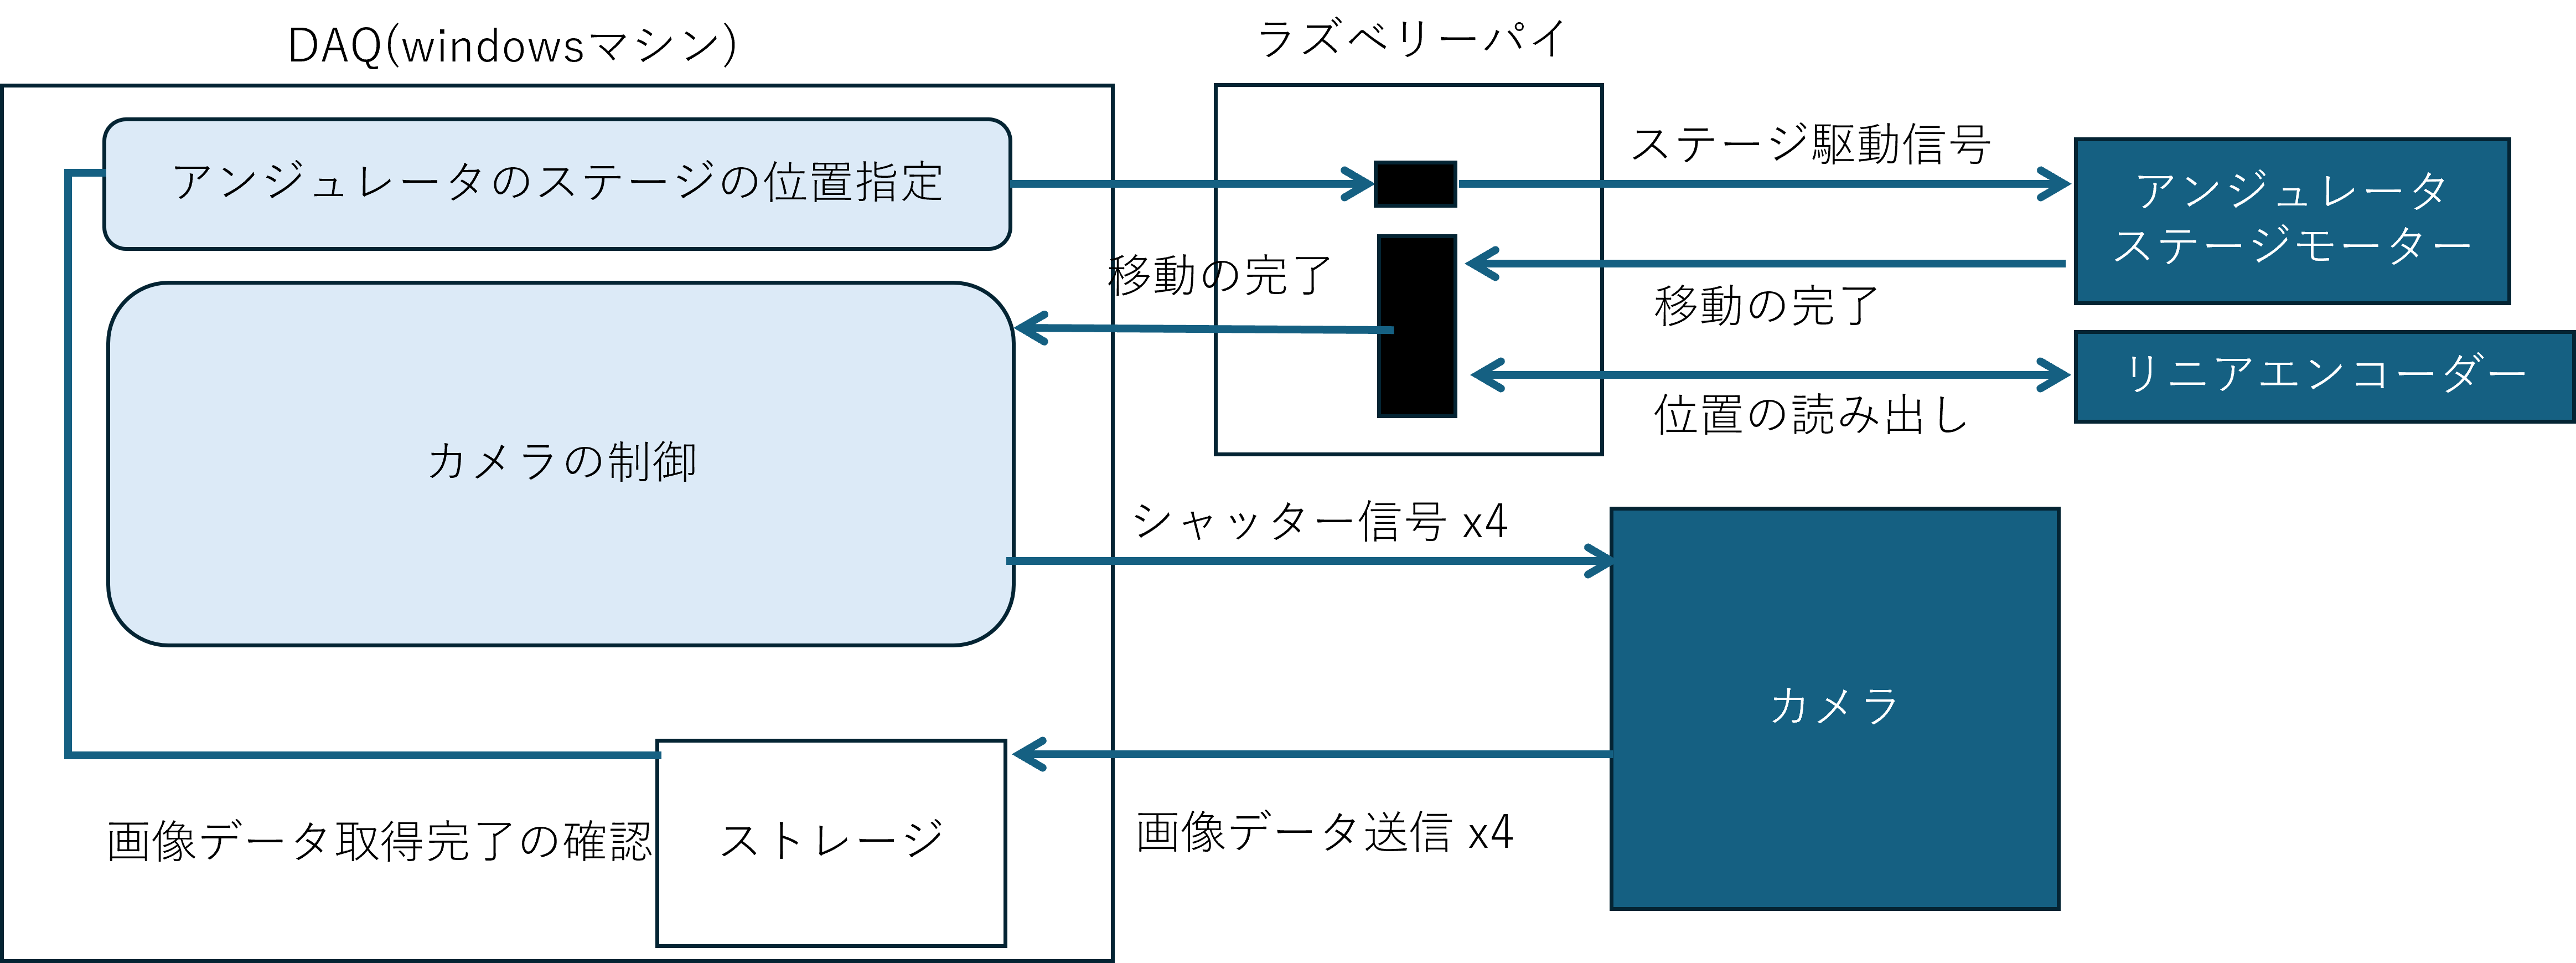 DAQ(windowsマシン)
ラズベリーパイ
アンジュレータのステージの位置指定
ステージ駆動信号
アンジュレータ
ステージモーター
移動の完了
移動の完了
リニアエンコーダー
位置の読み出し
カメラの制御
シャッター信号 x4
カメラ
画像データ取得完了の確認
ストレージ
画像データ送信 x4